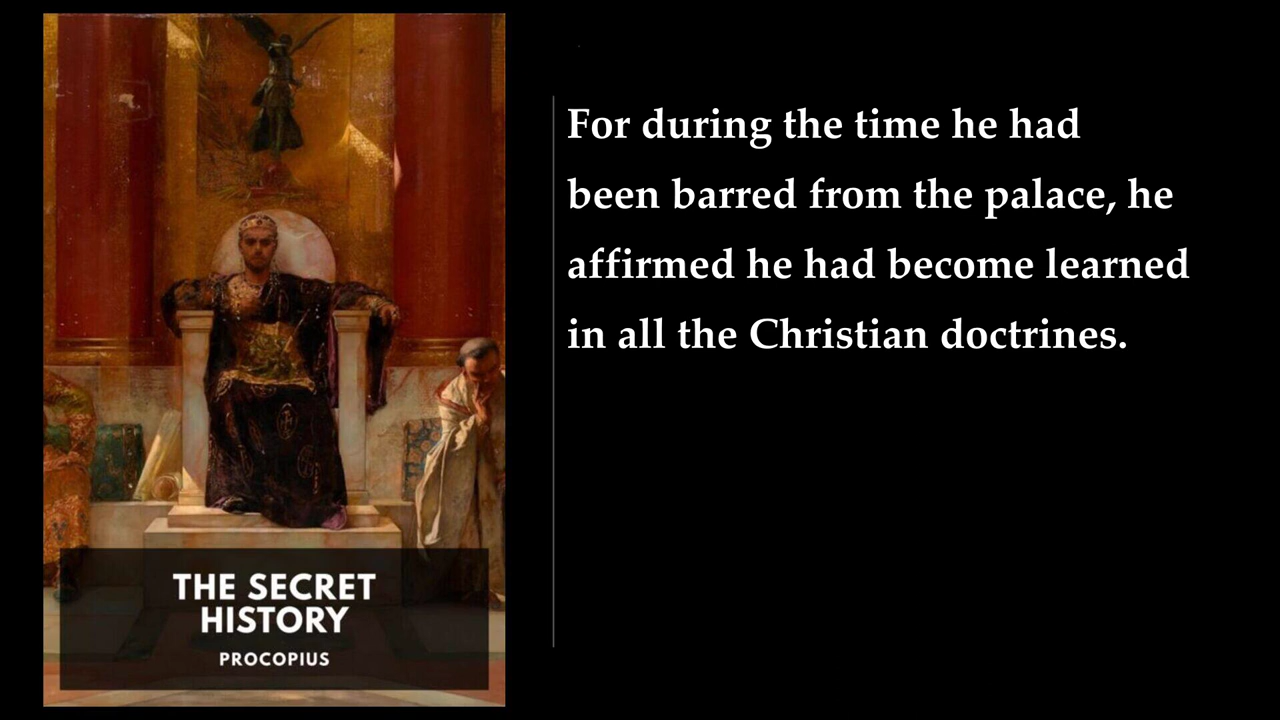 THE SECRET
HISTORY
PROCOPIUS
For during the time he had
been barred from the palace, he
affirmed he had become learned
in all the Christian doctrines.